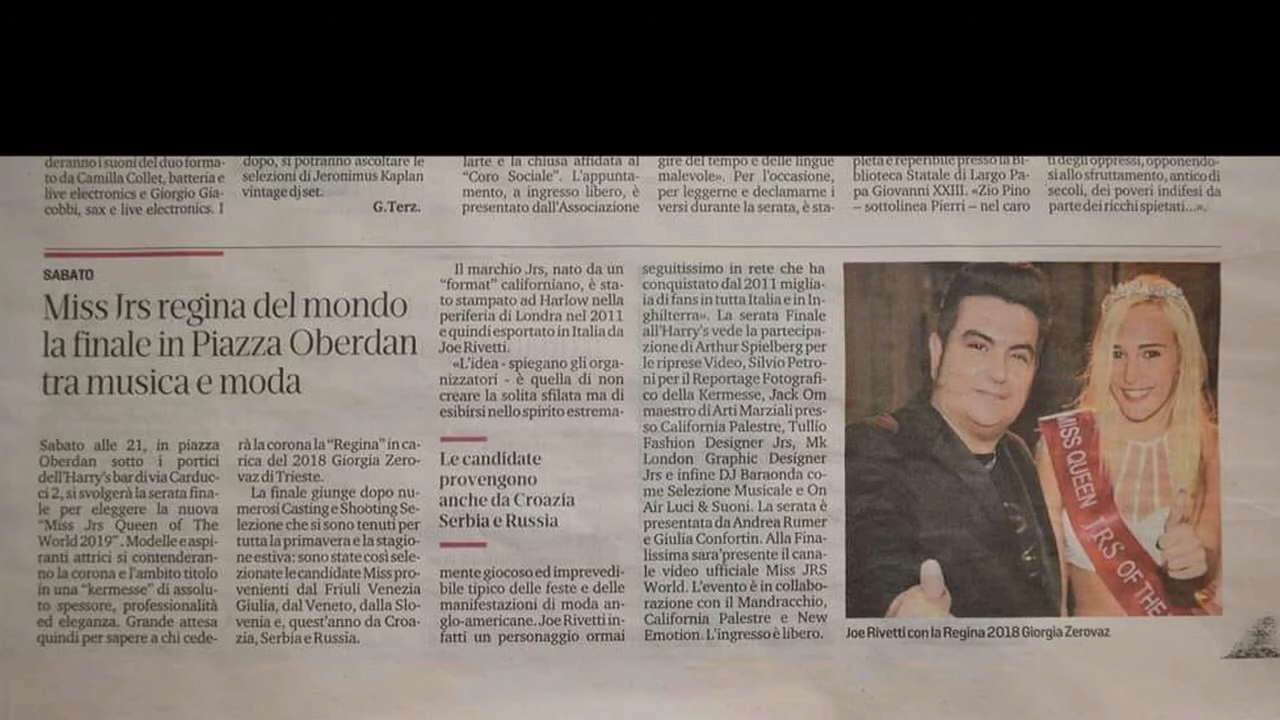 deranno i suoni del duo forma-
to da Camilla Collet, batteria e
live electronics e Giorgio Gia-
cobbi, sax e live electronics. I
dopo, si potranno ascoltare le
selezioni di Jeronimus Kaplan
vintage dj set.
G.Terz.
larte e la chiusa affidata al
"Coro Sociale". L'appunta-
mento, a ingresso libero, è
presentato dall'Associazione
gire del tempo e delle lingue
malevole». Per l'occasione,
per leggerne e declamarne i
versi durante la serata, è sta-
pleta e reperibile presso la Bi-
blioteca Statale di Largo Pa-
pa Giovanni XXIII. «Zio Pino
– sottolinea Pierri – nel caro
ti degli oppressi, opponendo-
si allo sfruttamento, antico di
secoli, dei poveri indifesi da
parte dei ricchi spietati...».
SABATO
Miss Jrs regina del mondo
la finale in Piazza Oberdan
tra musica e moda
Sabato alle 21, in piazza
Oberdan sotto i portici
dell'Harry's bar di via Carduc-
ci 2, si svolgerà la serata fina-
le per eleggere la nuova
"Miss Jrs Queen of The
World 2019". Modelle e aspi-
ranti attrici si contenderan-
no la corona e l'ambito titolo
in una "kermesse" di assolu-
to spessore, professionalità
ed eleganza. Grande attesa
quindi per sapere a chi cede-
rà la corona la "Regina" in ca-
rica del 2018 Giorgia Zero-
vaz di Trieste.
La finale giunge dopo nu-
merosi Casting e Shooting Se-
lezione che si sono tenuti per
tutta la primavera e la stagio-
ne estiva: sono state così sele-
zionate le candidate Miss pro-
venienti dal Friuli Venezia
Giulia, dal Veneto, dalla Slo-
venia e, quest'anno da Croa-
zia, Serbia e Russia.
Il marchio Jrs, nato da un
"format" californiano, è sta-
to stampato ad Harlow nella
periferia di Londra nel 2011
e quindi esportato in Italia da
Joe Rivetti.
«L'idea - spiegano gli orga-
nizzatori - è quella di non
creare la solita sfilata ma di
esibirsi nello spirito estrema-
Le candidate
provengono
anche da Croazia
Serbia e Russia
mente giocoso ed imprevedi-
bile tipico delle feste e delle
manifestazioni di moda an-
glo-americane. Joe Rivetti in-
fatti un personaggio ormai
seguitissimo in rete che ha
conquistato dal 2011 miglia-
ia di fans in tutta Italia e in In-
ghilterra». La serata Finale
all'Harry's vede la partecipa-
zione di Arthur Spielberg per
le riprese Video, Silvio Petro-
ni per il Reportage Fotografi-
co della Kermesse, Jack Om
maestro di Arti Marziali pres-
so California Palestre, Tullio
Fashion Designer Jrs, Mk
London Graphic Designer
Jrs e infine DJ Baraonda co-
me Selezione Musicale e On
Air Luci & Suoni. La serata è
presentata da Andrea Rumer
e Giulia Confortin. Alla Fina-
lissima sara'presente il cana-
le video ufficiale Miss JRS
World. L'evento è in collabo-
razione con il Mandracchio,
California Palestre e New
Emotion. L'ingresso è libero.
MISS QUEEN JRS OF THE
Joe Rivetti con la Regina 2018 Giorgia Zerovaz